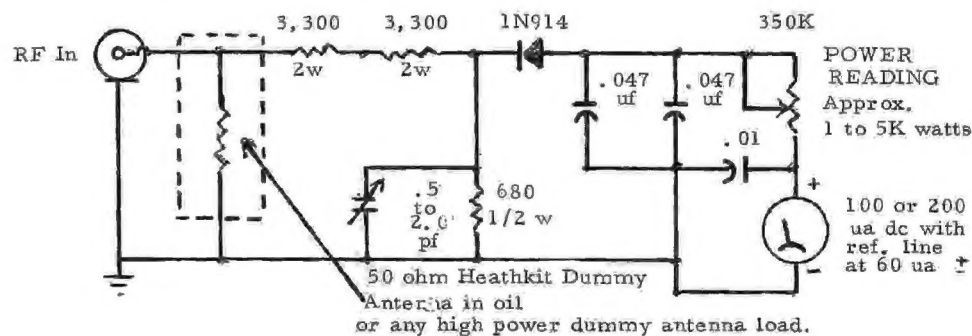 3,300
3,300
1N914
350K
RF In
2w
2w
.047
uf
.047
uf
POWER
READING
Approx.
1 to 5K watts
.01
.5
to
2.0
pf
680
1/2 w
+
-
100 or 200
ua dc with
ref. line
at 60 ua ±
50 ohm Heathkit Dummy
Antenna in oil
or any high power dummy antenna load.